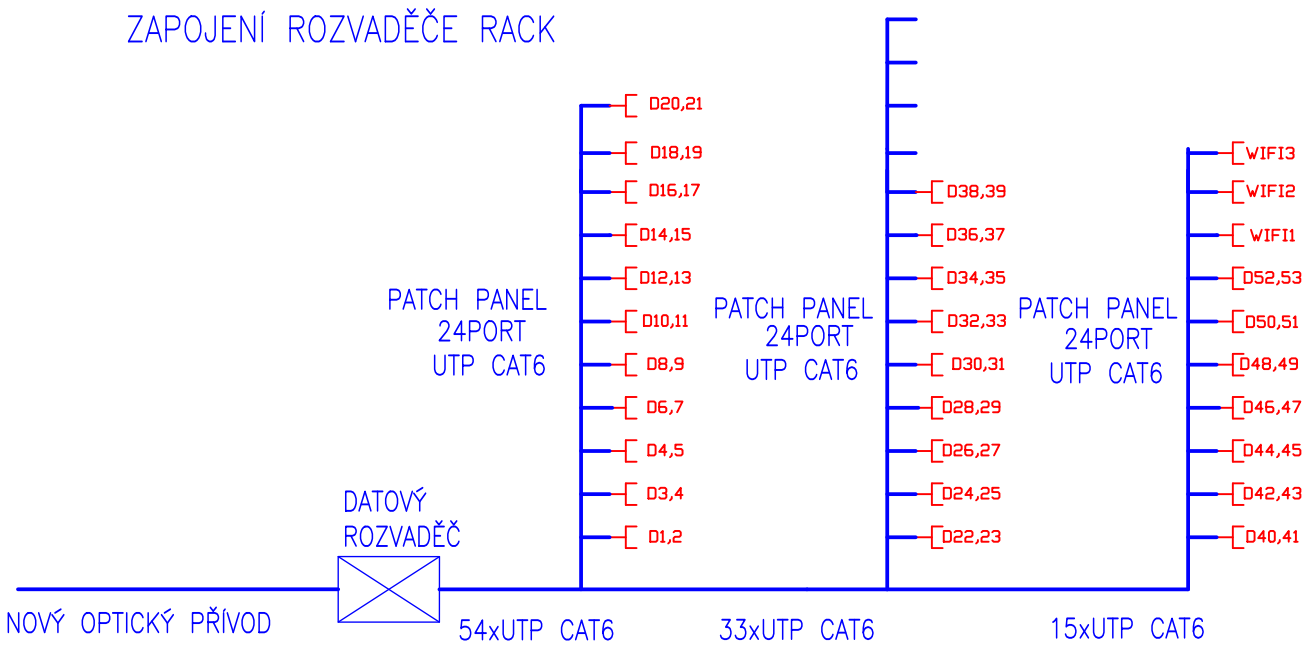 ZAPOJENÍ ROZVADĚČE RACK
D20,21
D18,19
D16,17
D14,15
D12,13
D10,11
D8,9
D6,7
D4,5
D3,4
D1,2
PATCH PANEL
24PORT
UTP CAT6
D38,39
D36,37
D34,35
D32,33
D30,31
D28,29
D26,27
D24,25
D22,23
PATCH PANEL
24PORT
UTP CAT6
WIFI3
WIFI2
WIFI1
D52,53
D50,51
D48,49
D46,47
D44,45
D42,43
D40,41
PATCH PANEL
24PORT
UTP CAT6
DATOVÝ
ROZVADĚČ
NOVÝ OPTICKÝ PŘÍVOD
54xUTP CAT6
33xUTP CAT6
15xUTP CAT6